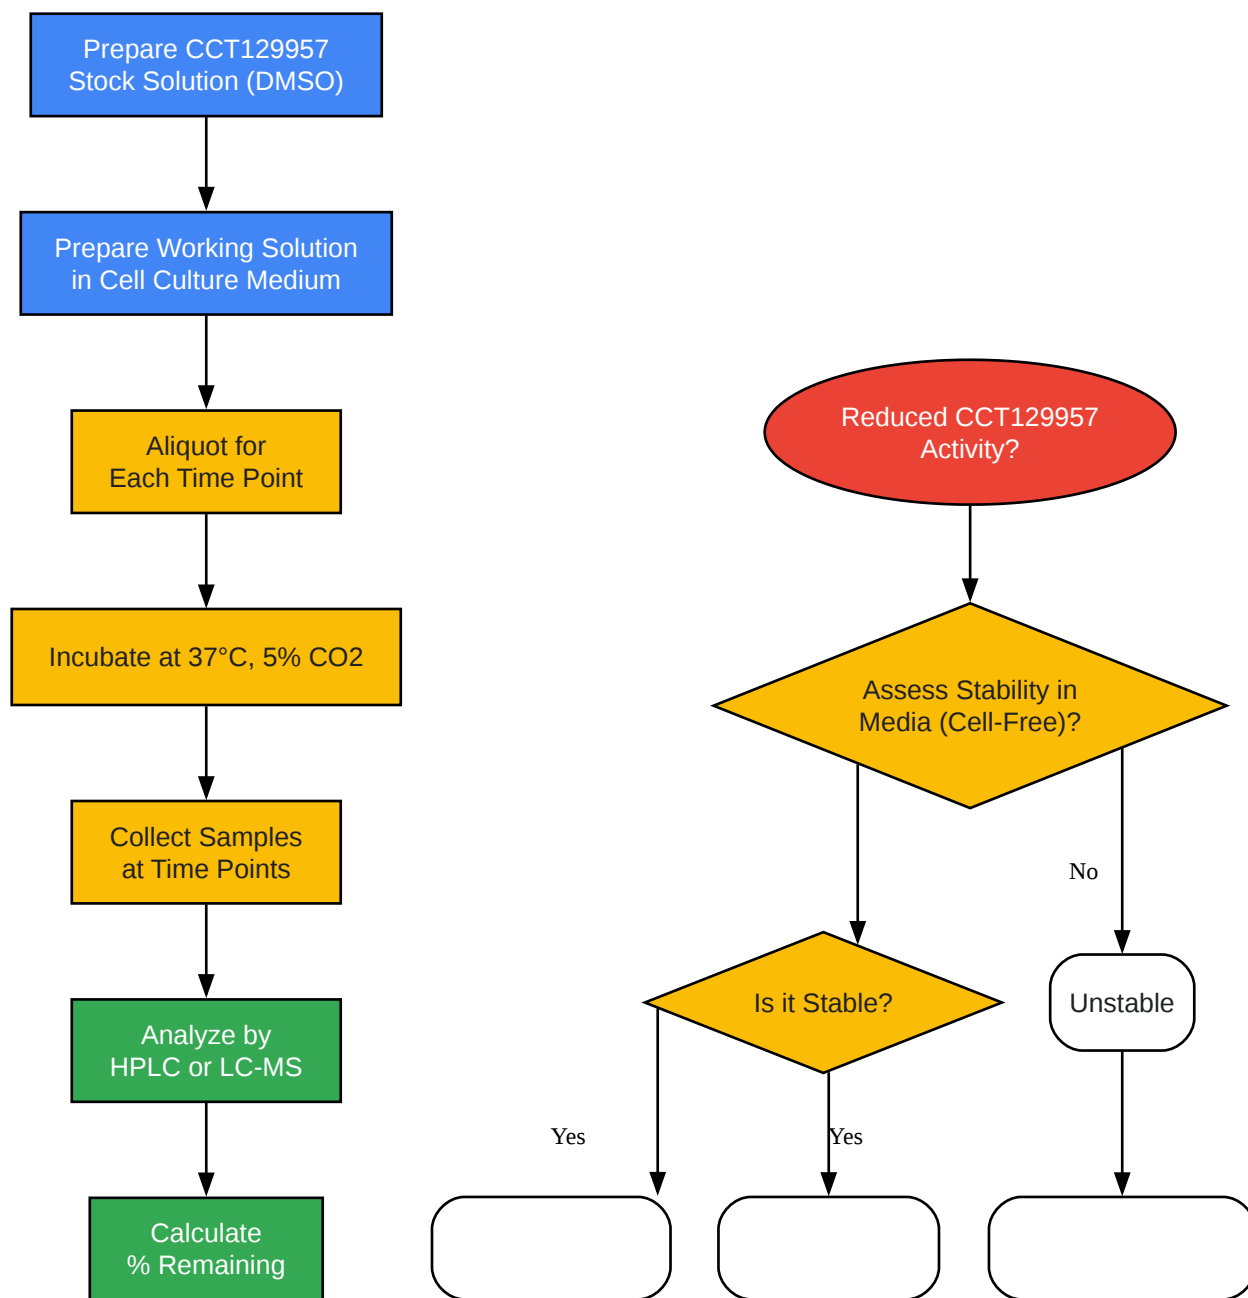 Prepare CCT129957
Stock Solution (DMSO)
Prepare Working Solution
in Cell Culture Medium
Aliquot for
Each Time Point
Incubate at 37°C, 5% CO2
Collect Samples
at Time Points
Analyze by
HPLC or LC-MS
Calculate
% Remaining
Reduced CCT129957
Activity?
Assess Stability in
Media (Cell-Free)?
No
Is it Stable?
Unstable
Yes
Yes